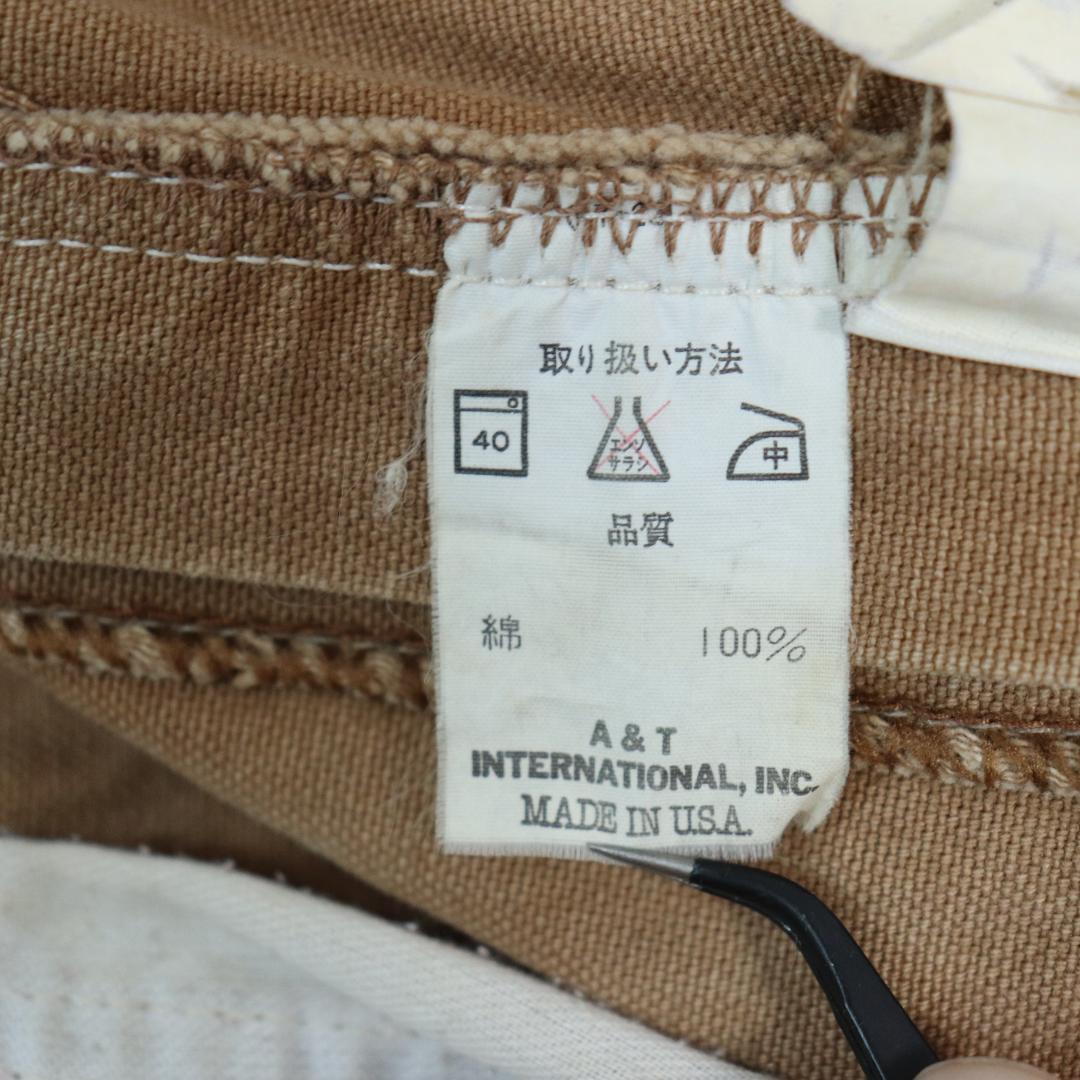 取り扱い方法
40
エンソ
サラシ
中
品質
綿 100%
A & T
INTERNATIONAL, INC.
MADE IN U.S.A.